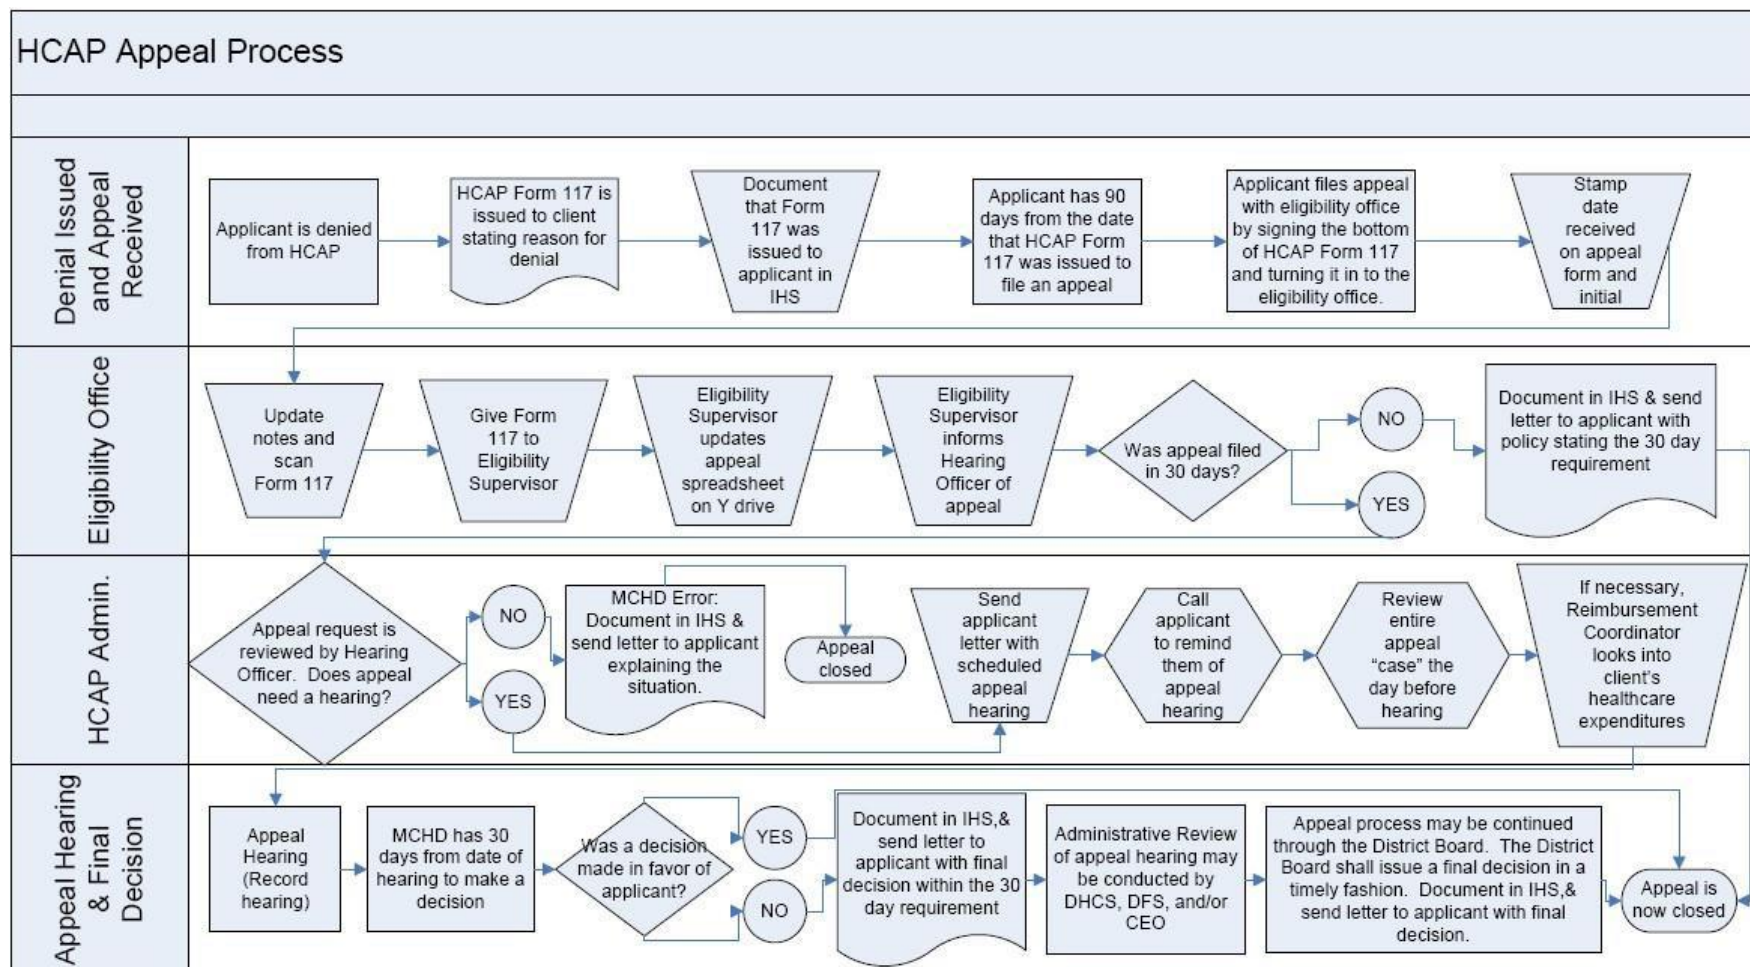 HCAP Appeal Process
Denial Issued
and Appeal
Received
Applicant is denied
from HCAP
HCAP Form 117 is
issued to client
stating reason for
denial
Document
that Form
117 was
issued to
applicant in
IHS
Applicant has 90
days from the date
that HCAP Form
117 was issued to
file an appeal
Applicant files appeal
with eligibility office
by signing the bottom
of HCAP Form 117
and turning it in to the
eligibility office.
Stamp
date
received
on appeal
form and
initial
Eligibility Office
Update
notes and
scan
Form 117
Give Form
117 to
Eligibility
Supervisor
Eligibility
Supervisor
updates
appeal
spreadsheet
on Y drive
Eligibility
Supervisor
informs
Hearing
Officer of
appeal
Was appeal filed
in 30 days?
NO
YES
Document in IHS & send
letter to applicant with
policy stating the 30 day
requirement
HCAP Admin.
Appeal request is
reviewed by Hearing
Officer. Does appeal
need a hearing?
NO
YES
MCHD Error:
Document in IHS &
send letter to applicant
explaining the
situation.
Appeal
closed
Send
applicant
letter with
scheduled
appeal
hearing
Call
applicant
to remind
them of
appeal
hearing
Review
entire
appeal
“case” the
day before
hearing
If necessary,
Reimbursement
Coordinator
looks into
client’s
healthcare
expenditures
Appeal Hearing
& Final
Decision
Appeal
Hearing
(Record
hearing)
MCHD has 30
days from date of
hearing to make a
decision
Was a decision
made in favor of
applicant?
YES
NO
Document in IHS,&
send letter to
applicant with final
decision within the 30
day requirement
Administrative Review
of appeal hearing may
be conducted by
DHCS, DFS, and/or
CEO
Appeal process may be continued
through the District Board. The District
Board shall issue a final decision in a
timely fashion. Document in IHS,&
send letter to applicant with final
decision.
Appeal is
now closed